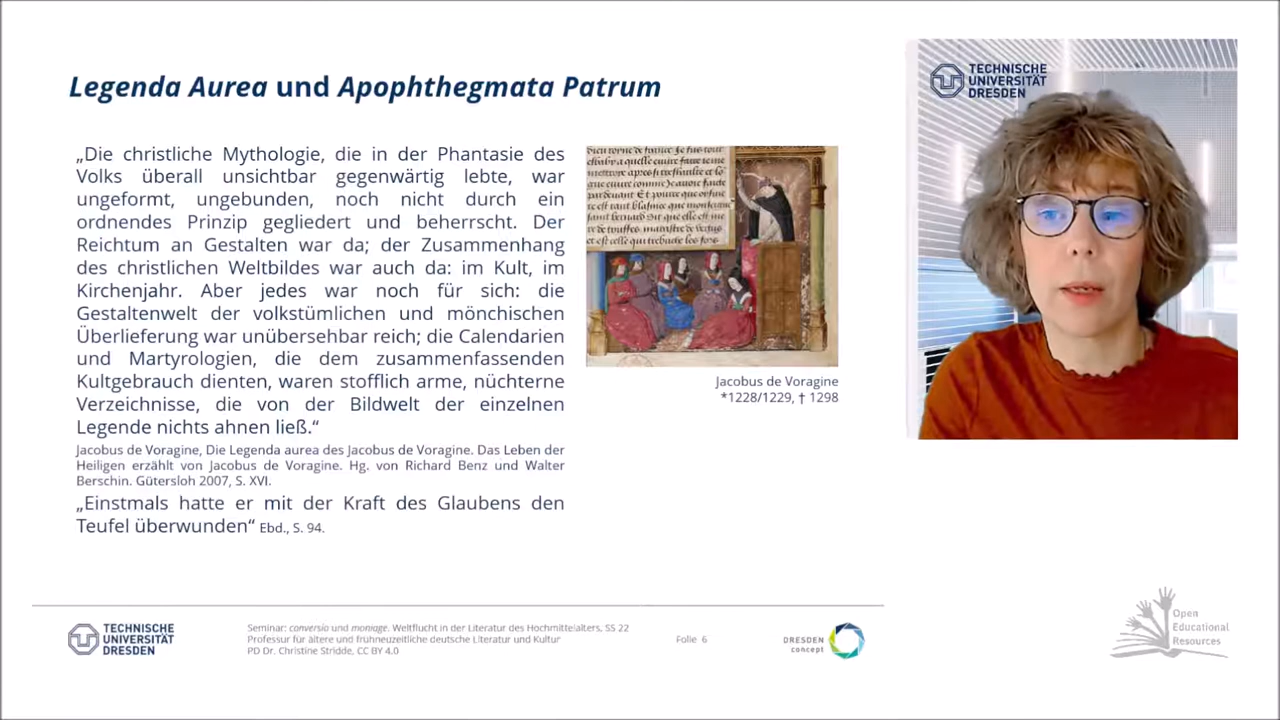 Legenda Aurea und Apophthegmata Patrum
„Die christliche Mythologie, die in der Phantasie des
Volks überall unsichtbar gegenwärtig lebte, war
ungeformt, ungebunden, noch nicht durch ein
ordnendes Prinzip gegliedert und beherrscht. Der
Reichtum an Gestalten war da; der Zusammenhang
des christlichen Weltbildes war auch da: im Kult, im
Kirchenjahr. Aber jedes war noch für sich: die
Gestaltenwelt der volkstümlichen und mönchischen
Überlieferung war unübersehbar reich; die Calendarien
und Martyrologien, die dem zusammenfassenden
Kultgebrauch dienten, waren stofflich arme, nüchterne
Verzeichnisse, die von der Bildwelt der einzelnen
Legende nichts ahnen ließ.“
Jacobus de Voragine, Die Legenda aurea des Jacobus de Voragine. Das Leben der
Heiligen erzählt von Jacobus de Voragine. Hg. von Richard Benz und Walter
Berschin. Gütersloh 2007, S. XVI.
„Einstmals hatte er mit der Kraft des Glaubens den
Teufel überwunden“ Ebd., S. 94.
Jacobus de Voragine
*1228/1229, † 1298
TECHNISCHE
UNIVERSITÄT
DRESDEN
TECHNISCHE
UNIVERSITÄT
DRESDEN
Seminar: conversio und moniage. Weltflucht in der Literatur des Hochmittelalters, SS 22
Professur für ältere und frühneuzeitliche deutsche Literatur und Kultur
PD Dr. Christine Stridde, CC BY 4.0
Folie 6
DRESDEN
concept
Open
Educational
Resources